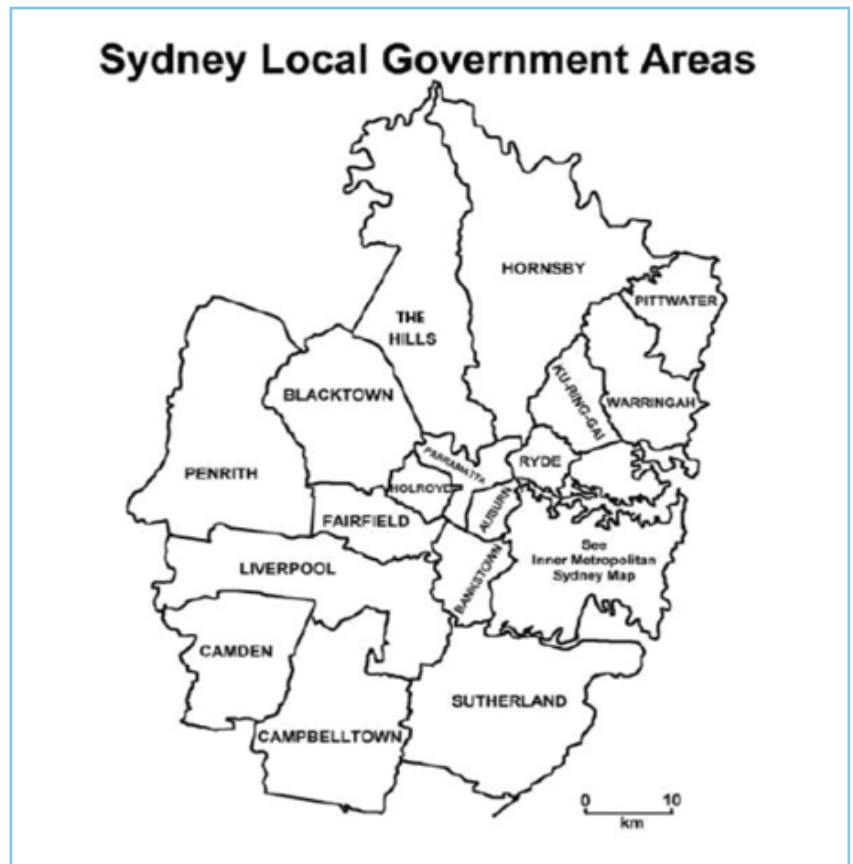 Sydney Local Government Areas
HORNSBY
PITTWATER
THE
HILLS
KU-RING-GAI
BLACKTOWN
WARRINGAH
PARRAMATTA
RYDE
PENRITH
HOLROYD
AUBURN
FAIRFIELD
See
Inner Metropolitan
Sydney Map
LIVERPOOL
BANKSTOWN
CAMDEN
SUTHERLAND
CAMPBELLTOWN
0 10
km